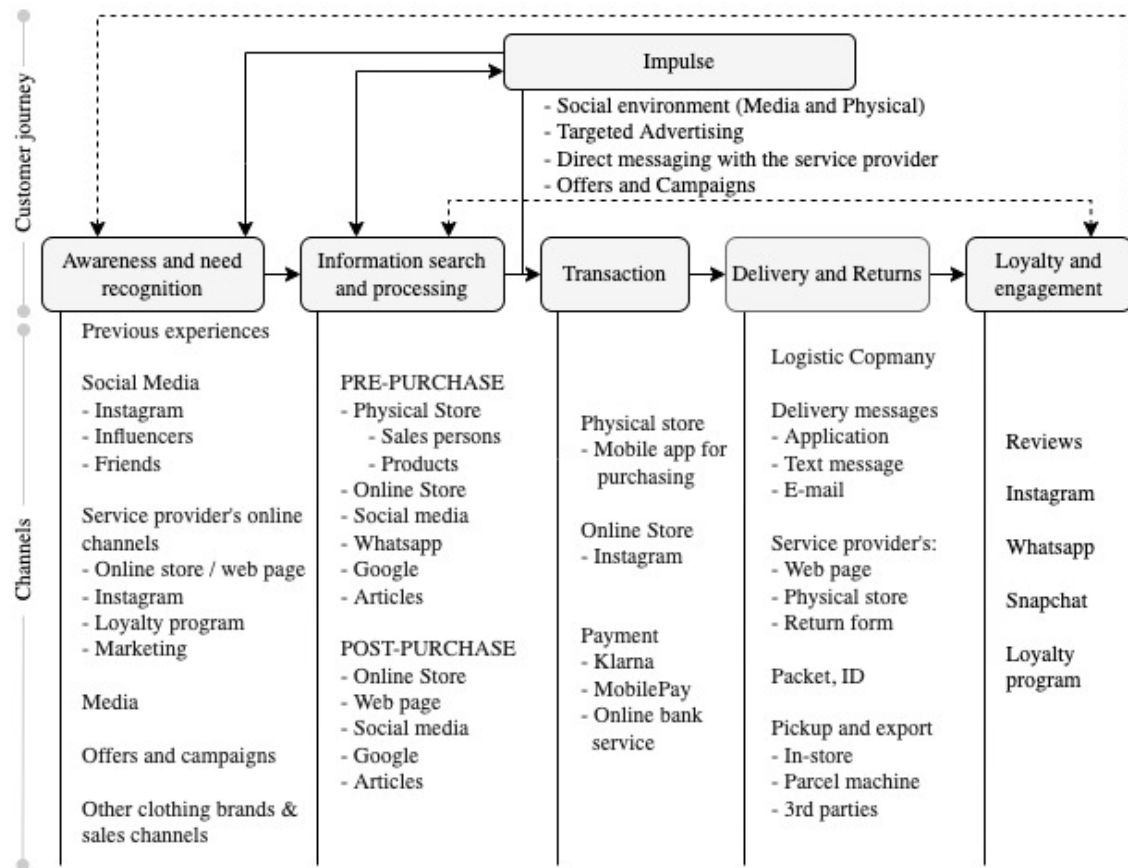 Customer journey
Impulse
- Social environment (Media and Physical)
- Targeted Advertising
- Direct messaging with the service provider
- Offers and Campaigns
Awareness and need
recognition
Information search
and processing
Transaction
Delivery and Returns
Loyalty and
engagement
Channels
Previous experiences
Social Media
- Instagram
- Influencers
- Friends
Service provider's online
channels
- Online store / web page
- Instagram
- Loyalty program
- Marketing
Media
Offers and campaigns
Other clothing brands &
sales channels
PRE-PURCHASE
- Physical Store
- Sales persons
- Products
- Online Store
- Social media
- Whatsapp
- Google
- Articles
POST-PURCHASE
- Online Store
- Web page
- Social media
- Google
- Articles
Physical store
- Mobile app for
purchasing
Online Store
- Instagram
Payment
- Klarna
- MobilePay
- Online bank
service
Logistic Copmany
Delivery messages
- Application
- Text message
- E-mail
Service provider's:
- Web page
- Physical store
- Return form
Packet, ID
Pickup and export
- In-store
- Parcel machine
- 3rd parties
Reviews
Instagram
Whatsapp
Snapchat
Loyalty
program